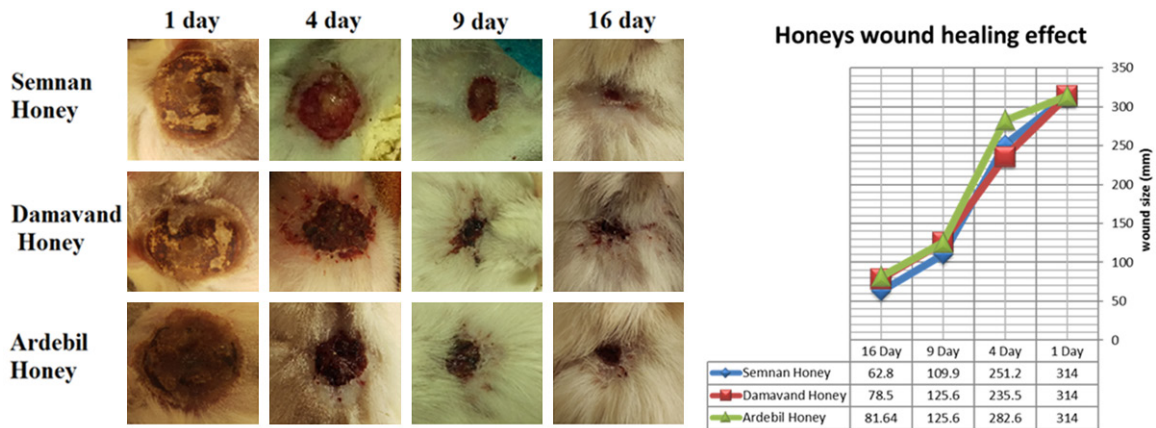 1 day
4 day
9 day
16 day
Semnan
Honey
Damavand
Honey
Ardebil
Honey
Honeys wound healing effect
350
300
250
200
150
100
50
0
wound size (mm)
16 Day 9 Day 4 Day 1 Day
Semnan Honey 62.8 109.9 251.2 314
Damavand Honey 78.5 125.6 235.5 314
Ardebil Honey 81.64 125.6 282.6 314